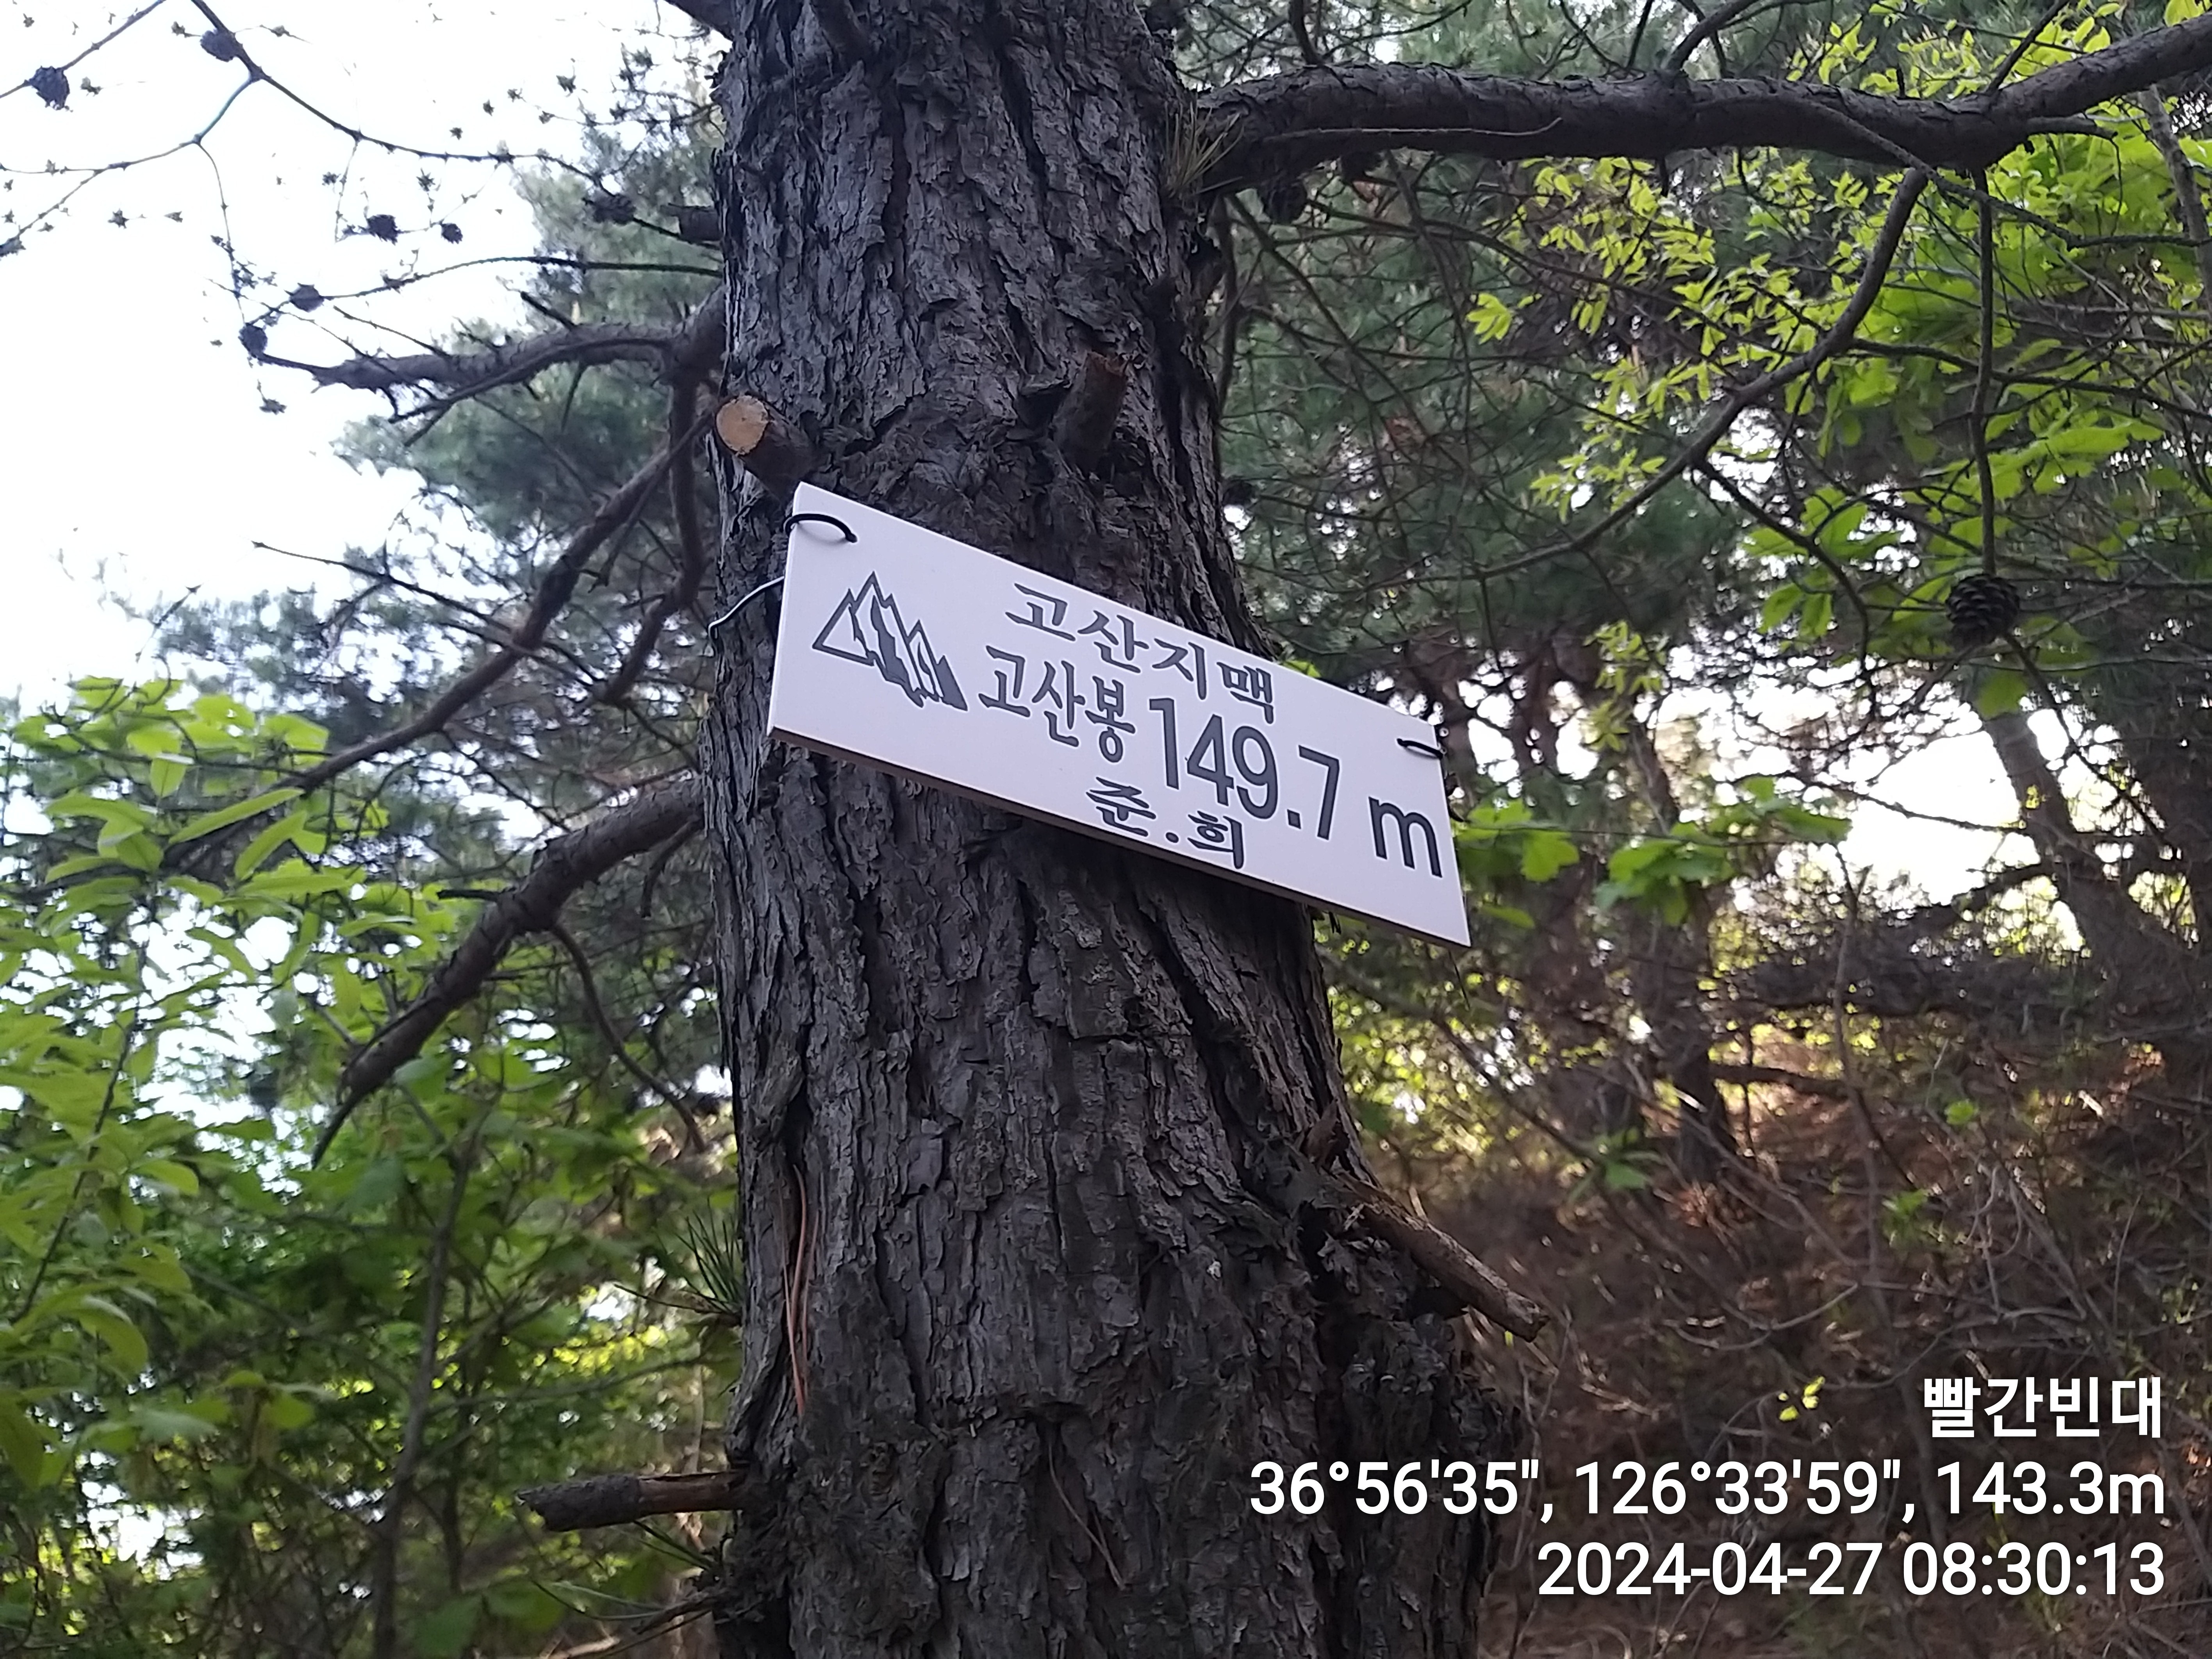 고산지맥
고산봉 149.7 m
준.희
빨간빈대
36°56'35", 126°33'59", 143.3m
2024-04-27 08:30:13